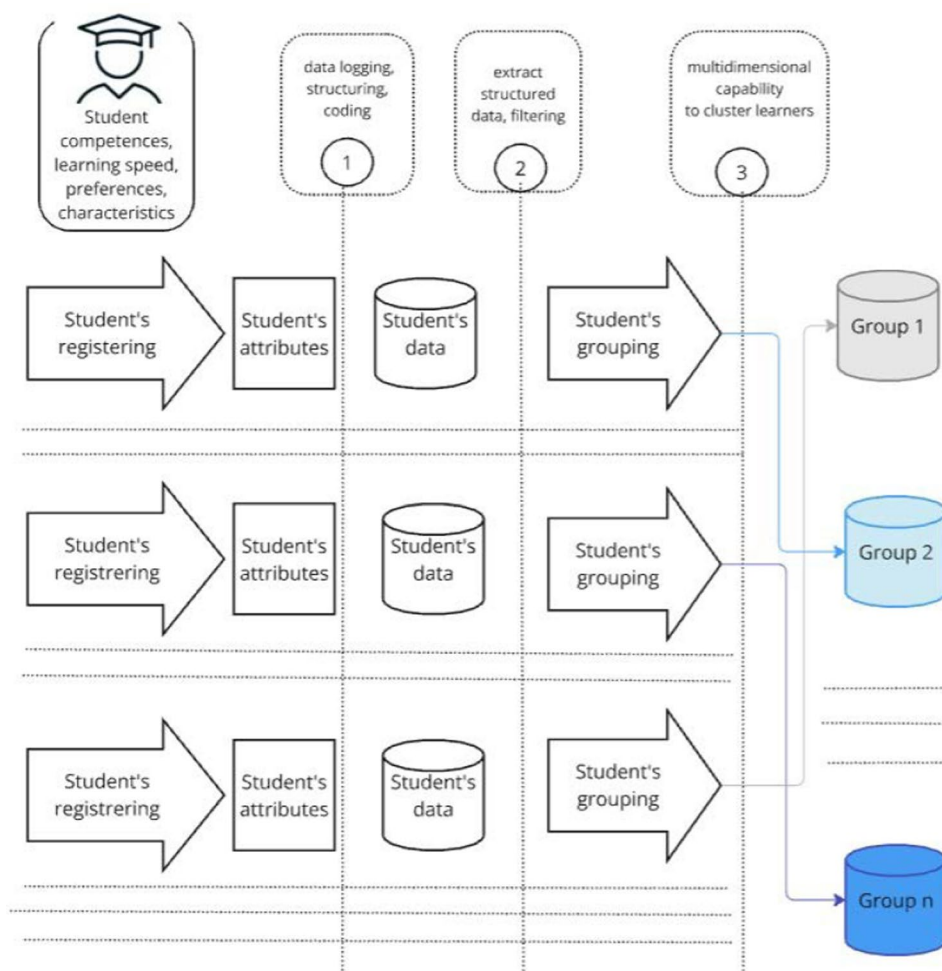 Student
competences,
learning speed,
preferences,
characteristics
data logging,
structuring,
coding
1
extract
structured
data, filtering
2
multidimensional
capability
to cluster learners
3
Student's
registering
Student's
attributes
Student's
data
Student's
grouping
Group 1
Student's
registrering
Student's
attributes
Student's
data
Student's
grouping
Group 2
Student's
registrering
Student's
attributes
Student's
data
Student's
grouping
Group n